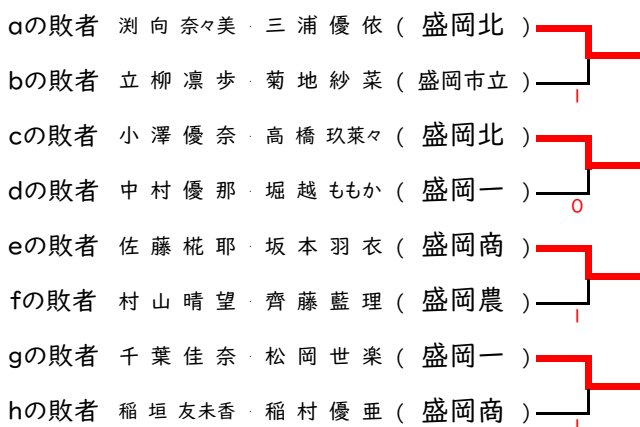 aの敗者 渕向 奈々美・三浦優依(盛岡北)
bの敗者 立柳凛歩・菊地紗菜(盛岡市立)
1
cの敗者 小澤優奈・高橋玖莱々(盛岡北)
dの敗者 中村優那・堀越ももか(盛岡一)
0
eの敗者 佐藤椛耶・坂本羽衣(盛岡商)
fの敗者 村山晴望・齊藤藍理(盛岡農)
1
gの敗者 千葉佳奈・松岡世楽(盛岡一)
hの敗者 稲垣友未香・稲村優亜(盛岡商)
1